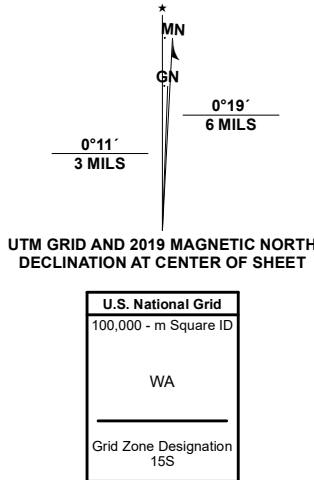 ★
MN
GN
0°19´
6 MILS
0°11´
3 MILS
UTM GRID AND 2019 MAGNETIC NORTH
DECLINATION AT CENTER OF SHEET
U.S. National Grid
100,000 - m Square ID
WA
Grid Zone Designation
15S